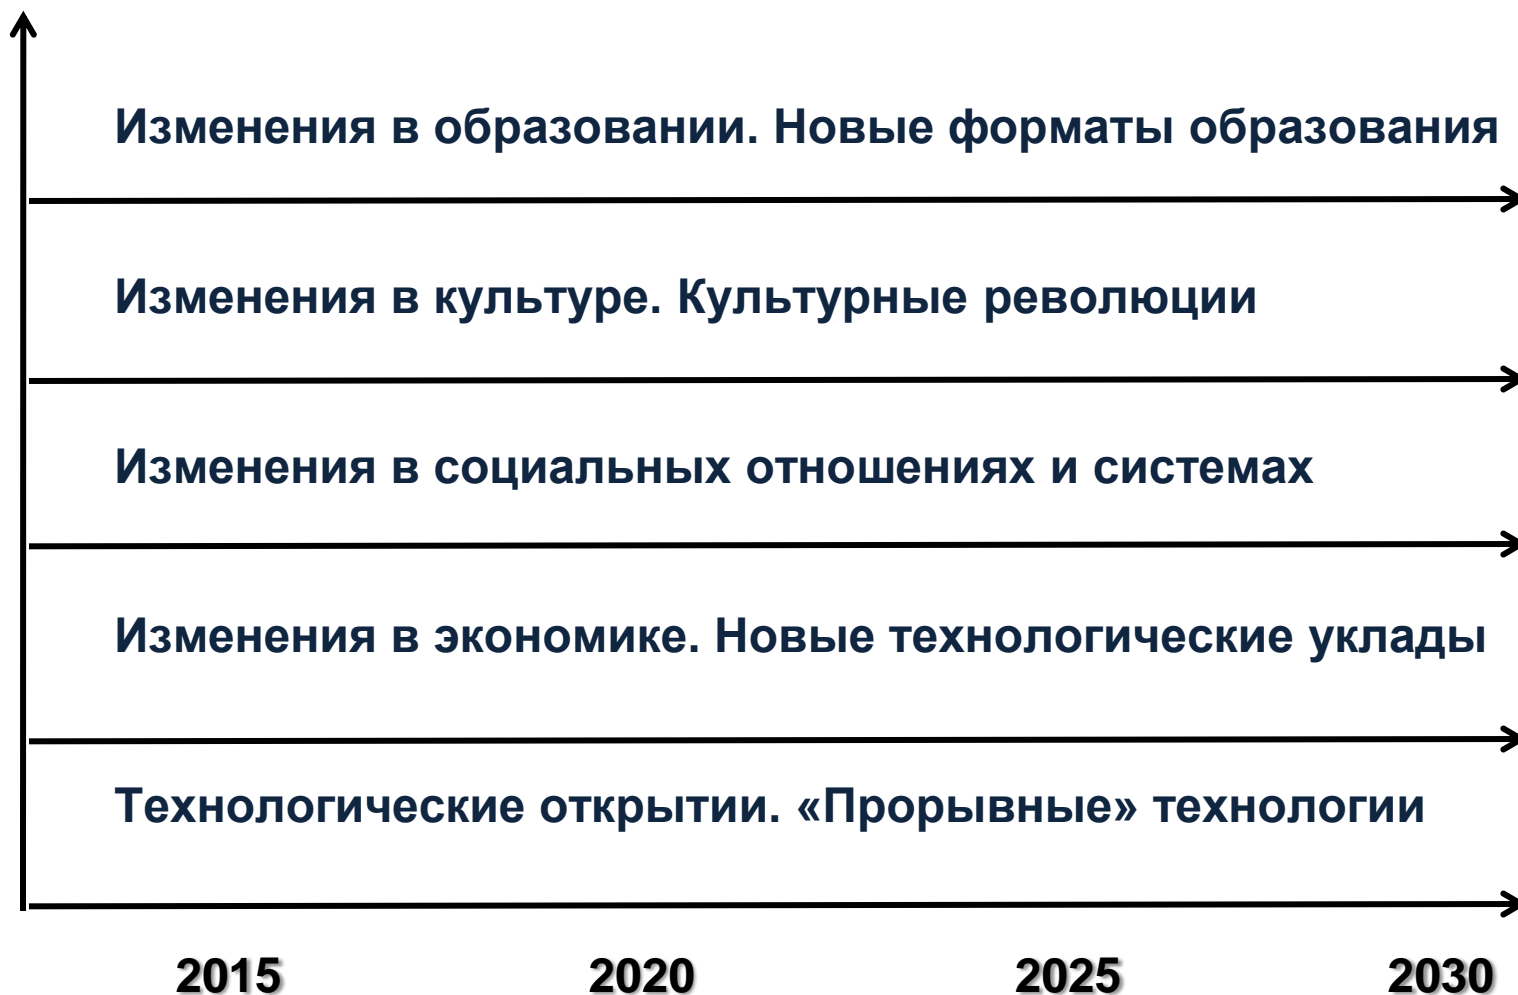 Изменения в образовании. Новые форматы образования
Изменения в культуре. Культурные революции
Изменения в социальных отношениях и системах
Изменения в экономике. Новые технологические уклады
Технологические открытии. «Прорывные» технологии
2015 2020 2025 2030